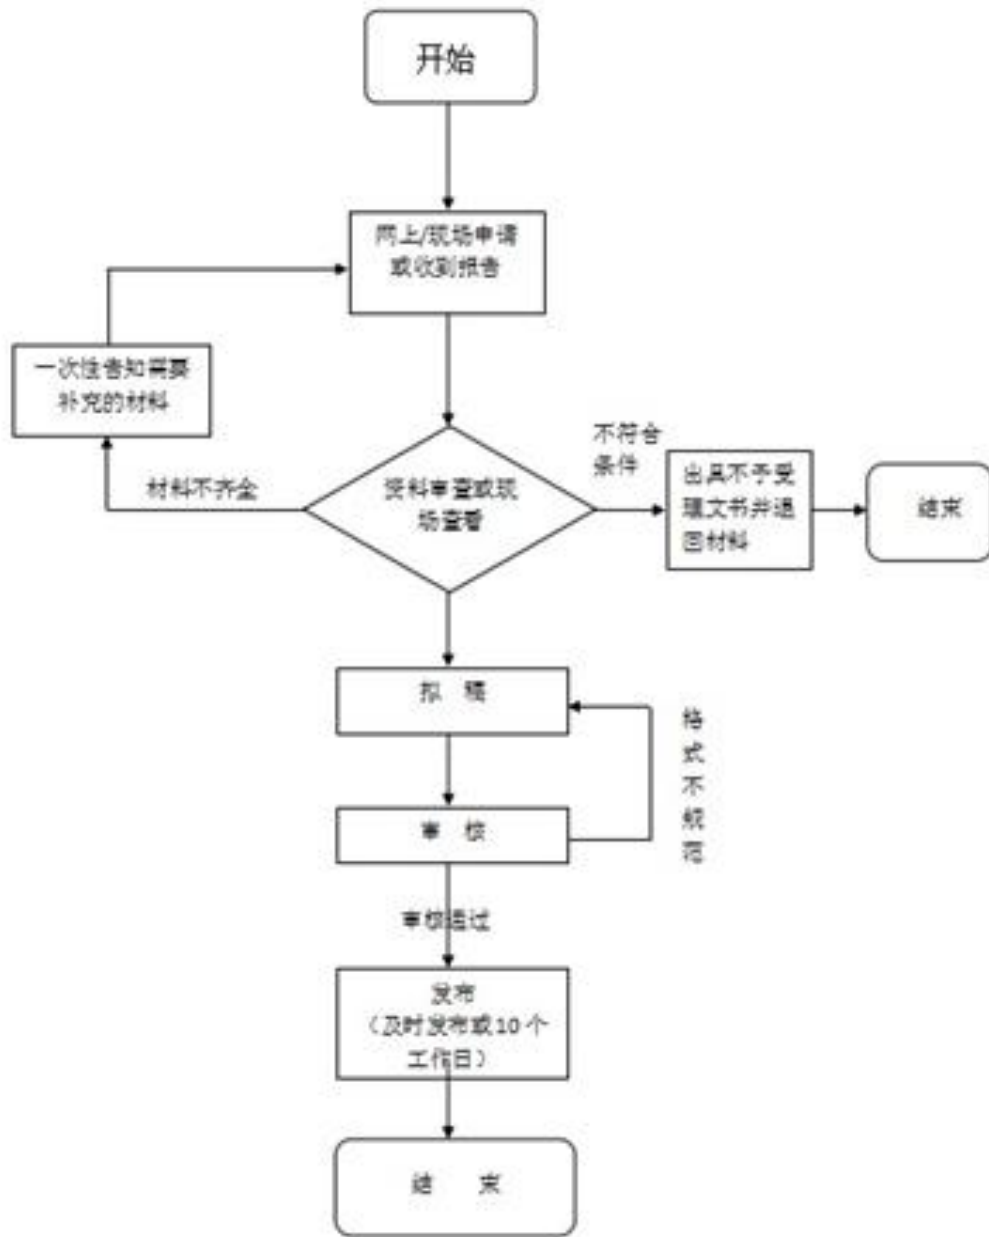 开始
网上/现场申请
或收到报告
一次性告知需要
补充的材料
材料不齐全
资料审查或现
场查看
不符合
条件
出具不予受
理文书并退
回材料
结束
拟 稿
格
式
不
规
范
审 核
审核通过
发布
（及时发布或10个
工作日）
结 束